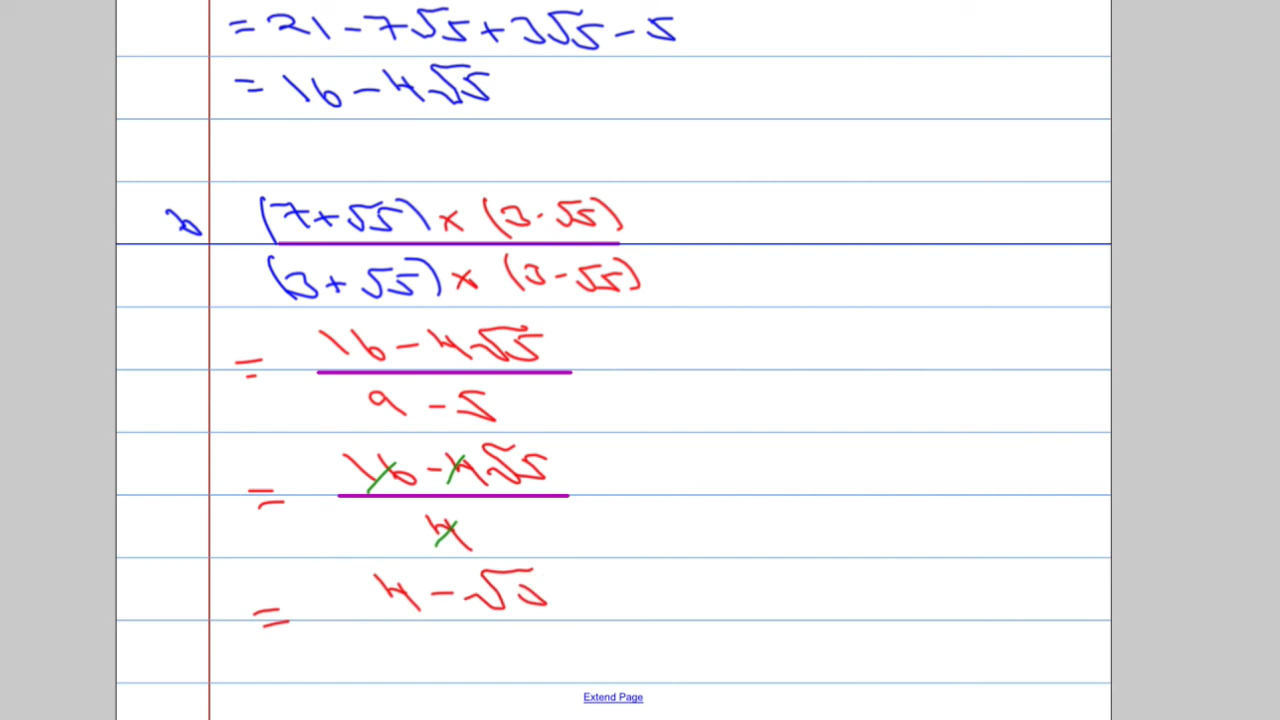 = 21 - 7√5 + 3√5 - 5
= 16 - 4√5
b (7 + √5) × (3 - √5)
(3 + √5) × (3 - √5)
= 16 - 4√5
9 - 5
= 16 - 4√5
4
= 4 - √5
Extend Page